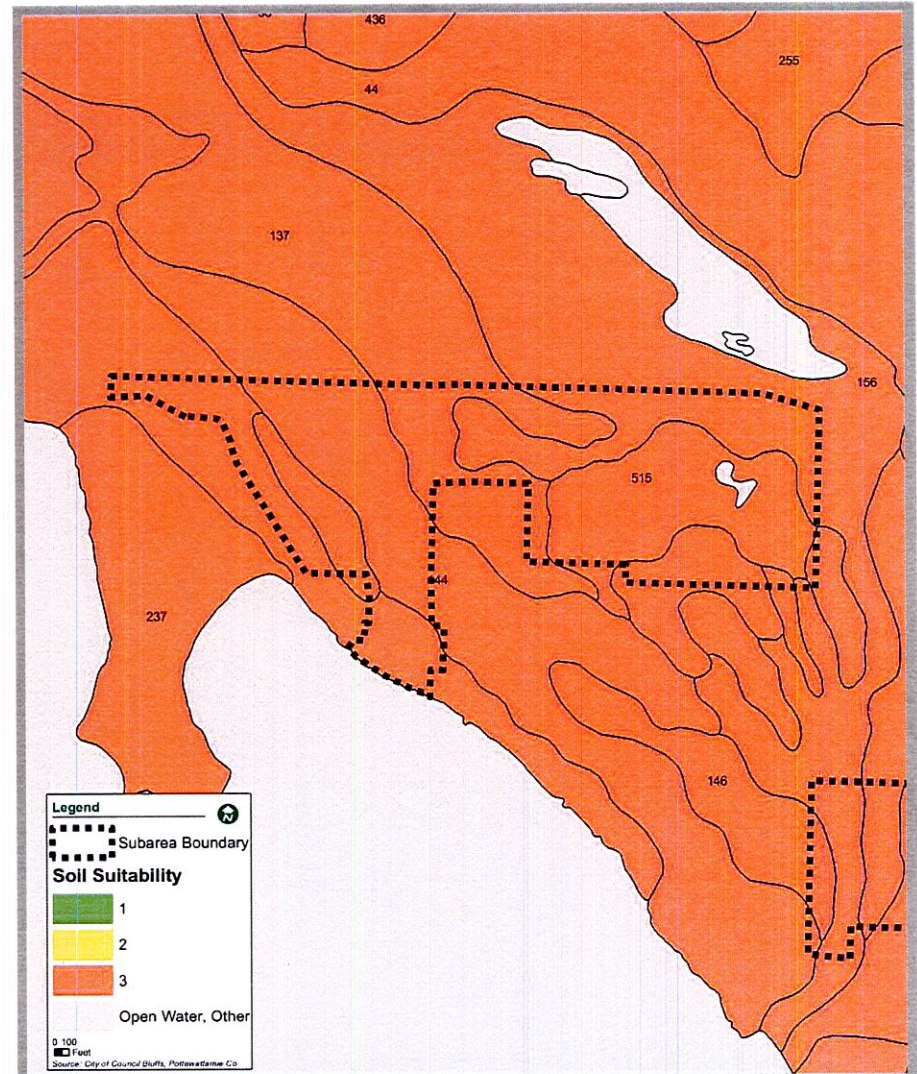 436
255
44
137
156
515
44
237
146
Legend
N
Subarea Boundary
Soil Suitability
1
2
3
Open Water, Other
0 100
Feet
Source: City of Council Bluffs, Pottawattamie Co